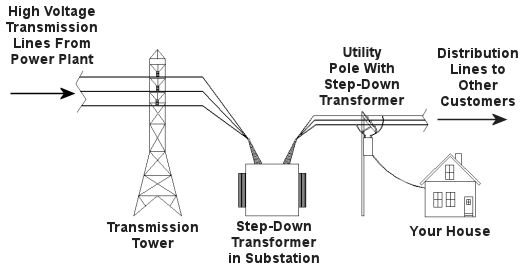 High Voltage
Transmission
Lines From
Power Plant
Utility
Pole With
Step-Down
Transformer
Distribution
Lines to
Other
Customers
Transmission
Tower
Step-Down
Transformer
in Substation
Your House